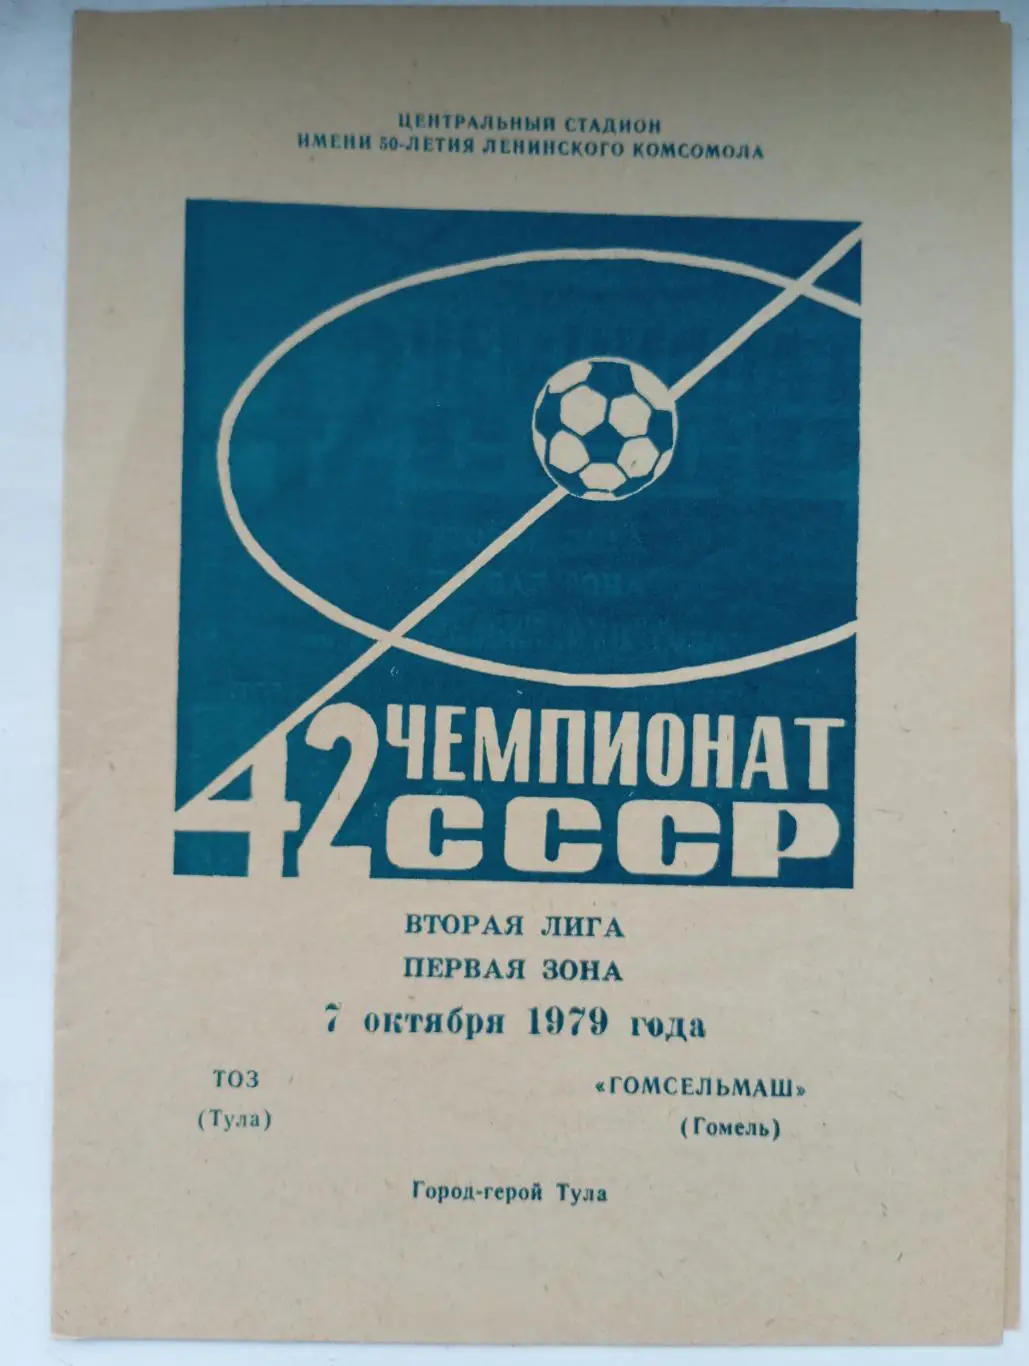 ЦЕНТРАЛЬНЫЙ СТАДИОН
ИМЕНИ 50-ЛЕТИЯ ЛЕНИНСКОГО КОМСОМОЛА
42 ЧЕМПИОНАТ
СССР
ВТОРАЯ ЛИГА
ПЕРВАЯ ЗОНА
7 октября 1979 года
ТОЗ «ГОМСЕЛЬМАШ»
(Тула) (Гомель)
Город-герой Тула